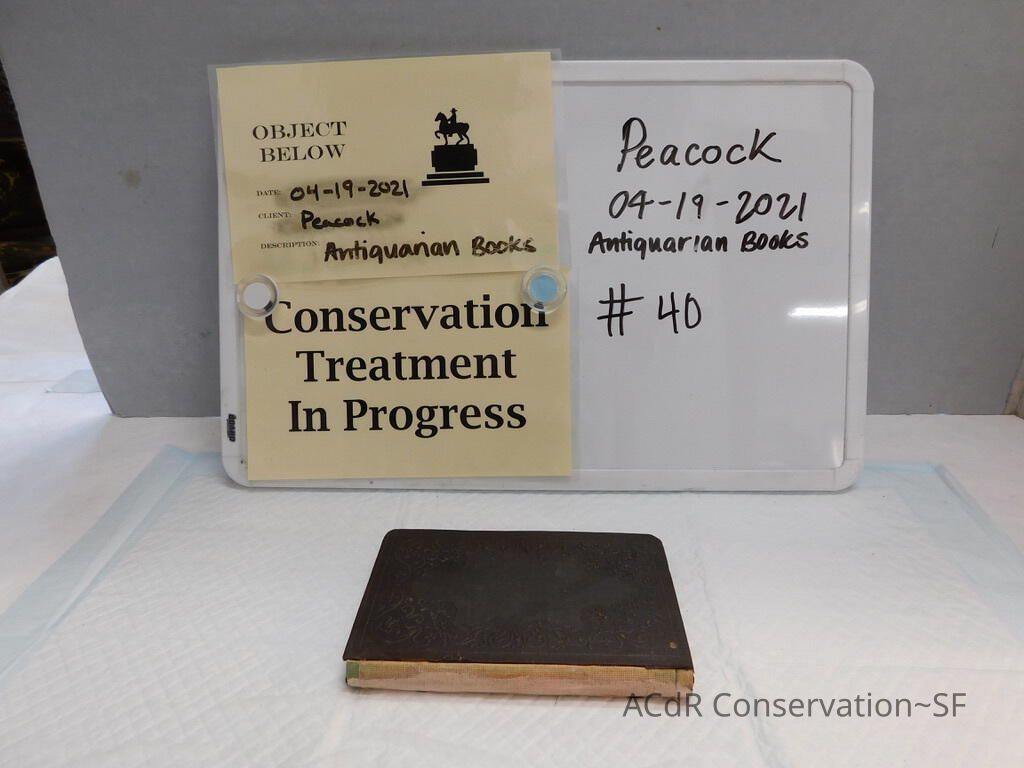 OBJECT
BELOW
DATE: 04-19-2021
CLIENT: Peacock
DESCRIPTION: Antiquarian Books
Conservation
Treatment
In Progress
Peacock
04-19-2021
Antiquarian Books
# 40
ACdR Conservation~SF